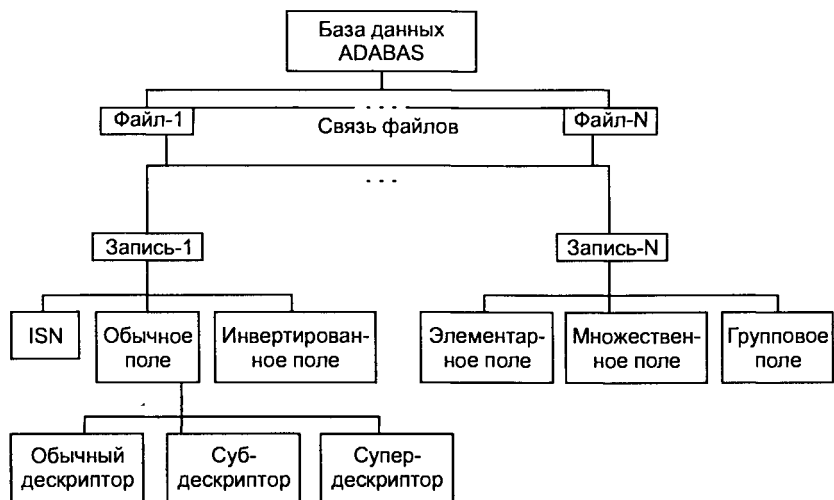 База данных
ADABAS
Файл-1
. . .
Связь файлов
Файл-N
. . .
Запись-1
Запись-N
ISN
Обычное
поле
Инвертирован-
ное поле
Элементар-
ное поле
Множествен-
ное поле
Групповое
поле
Обычный
дескриптор
Суб-
дескриптор
Супер-
дескриптор